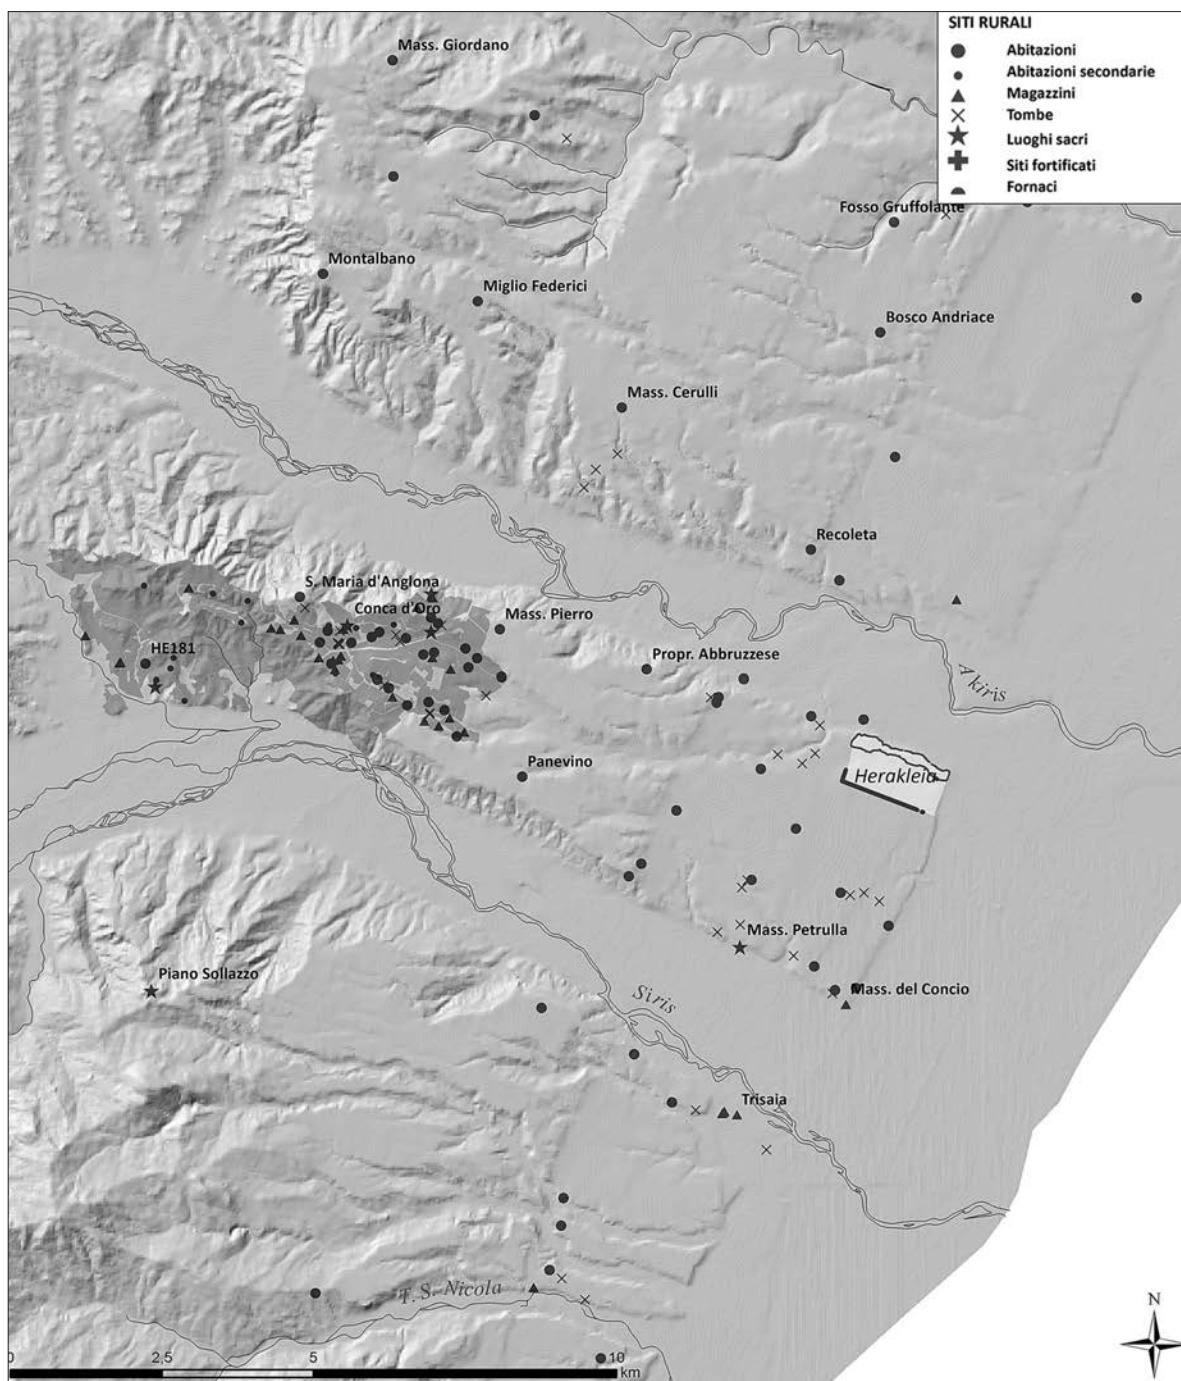 SITI RURALI
Abitazioni
Abitazioni secondarie
Magazzini
Tombe
Luoghi sacri
Siti fortificati
Fornaci
Mass. Giordano
Fosso Gruffolante
Montalbano
Miglio Federici
Bosco Andriace
Mass. Cerulli
Recoleta
S. Maria d'Anglona
Conca d'Oro
Mass. Pierro
HE181
Propr. Abbruzzese
Akiris
Panevino
Herakleia
Mass. Petrulla
Piano Sollazzo
Siris
Mass. del Concio
Trisaia
T. S. Nicola
N
0 2,5 5 10
km